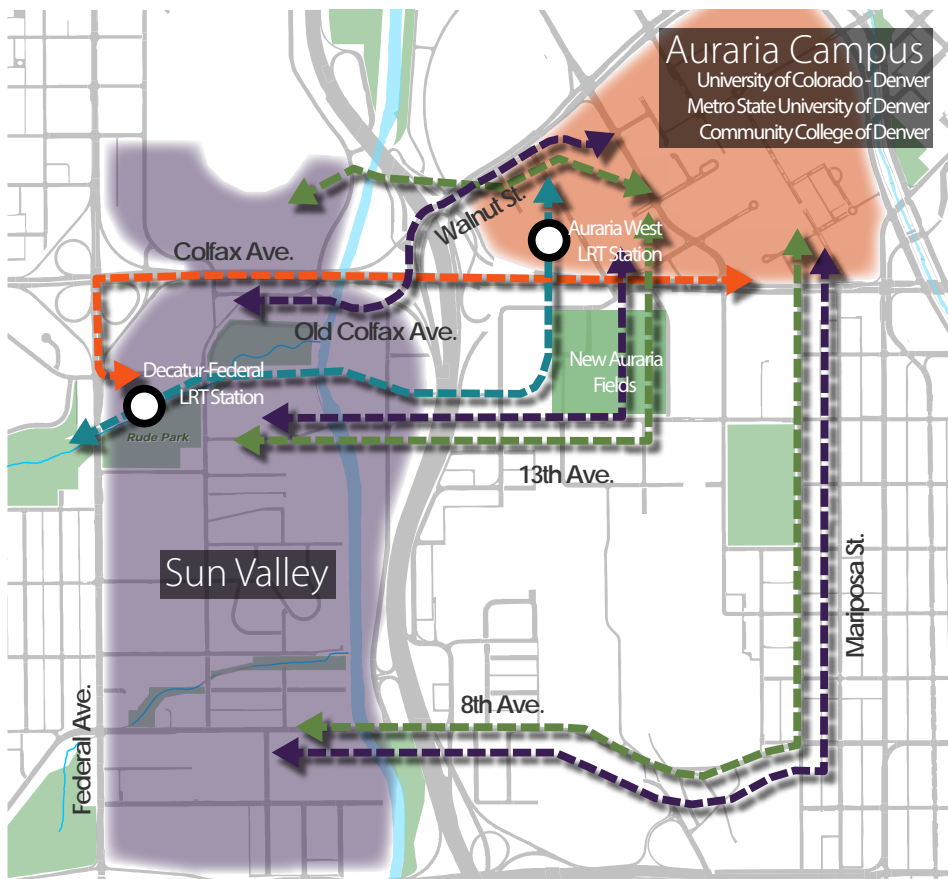 Auraria Campus
University of Colorado - Denver
Metro State University of Denver
Community College of Denver
Walnut St.
Auraria West
LRT Station
Colfax Ave.
Old Colfax Ave.
New Auraria
Fields
Decatur-Federal
LRT Station
Rude Park
13th Ave.
Sun Valley
Mariposa St.
8th Ave.
Federal Ave.